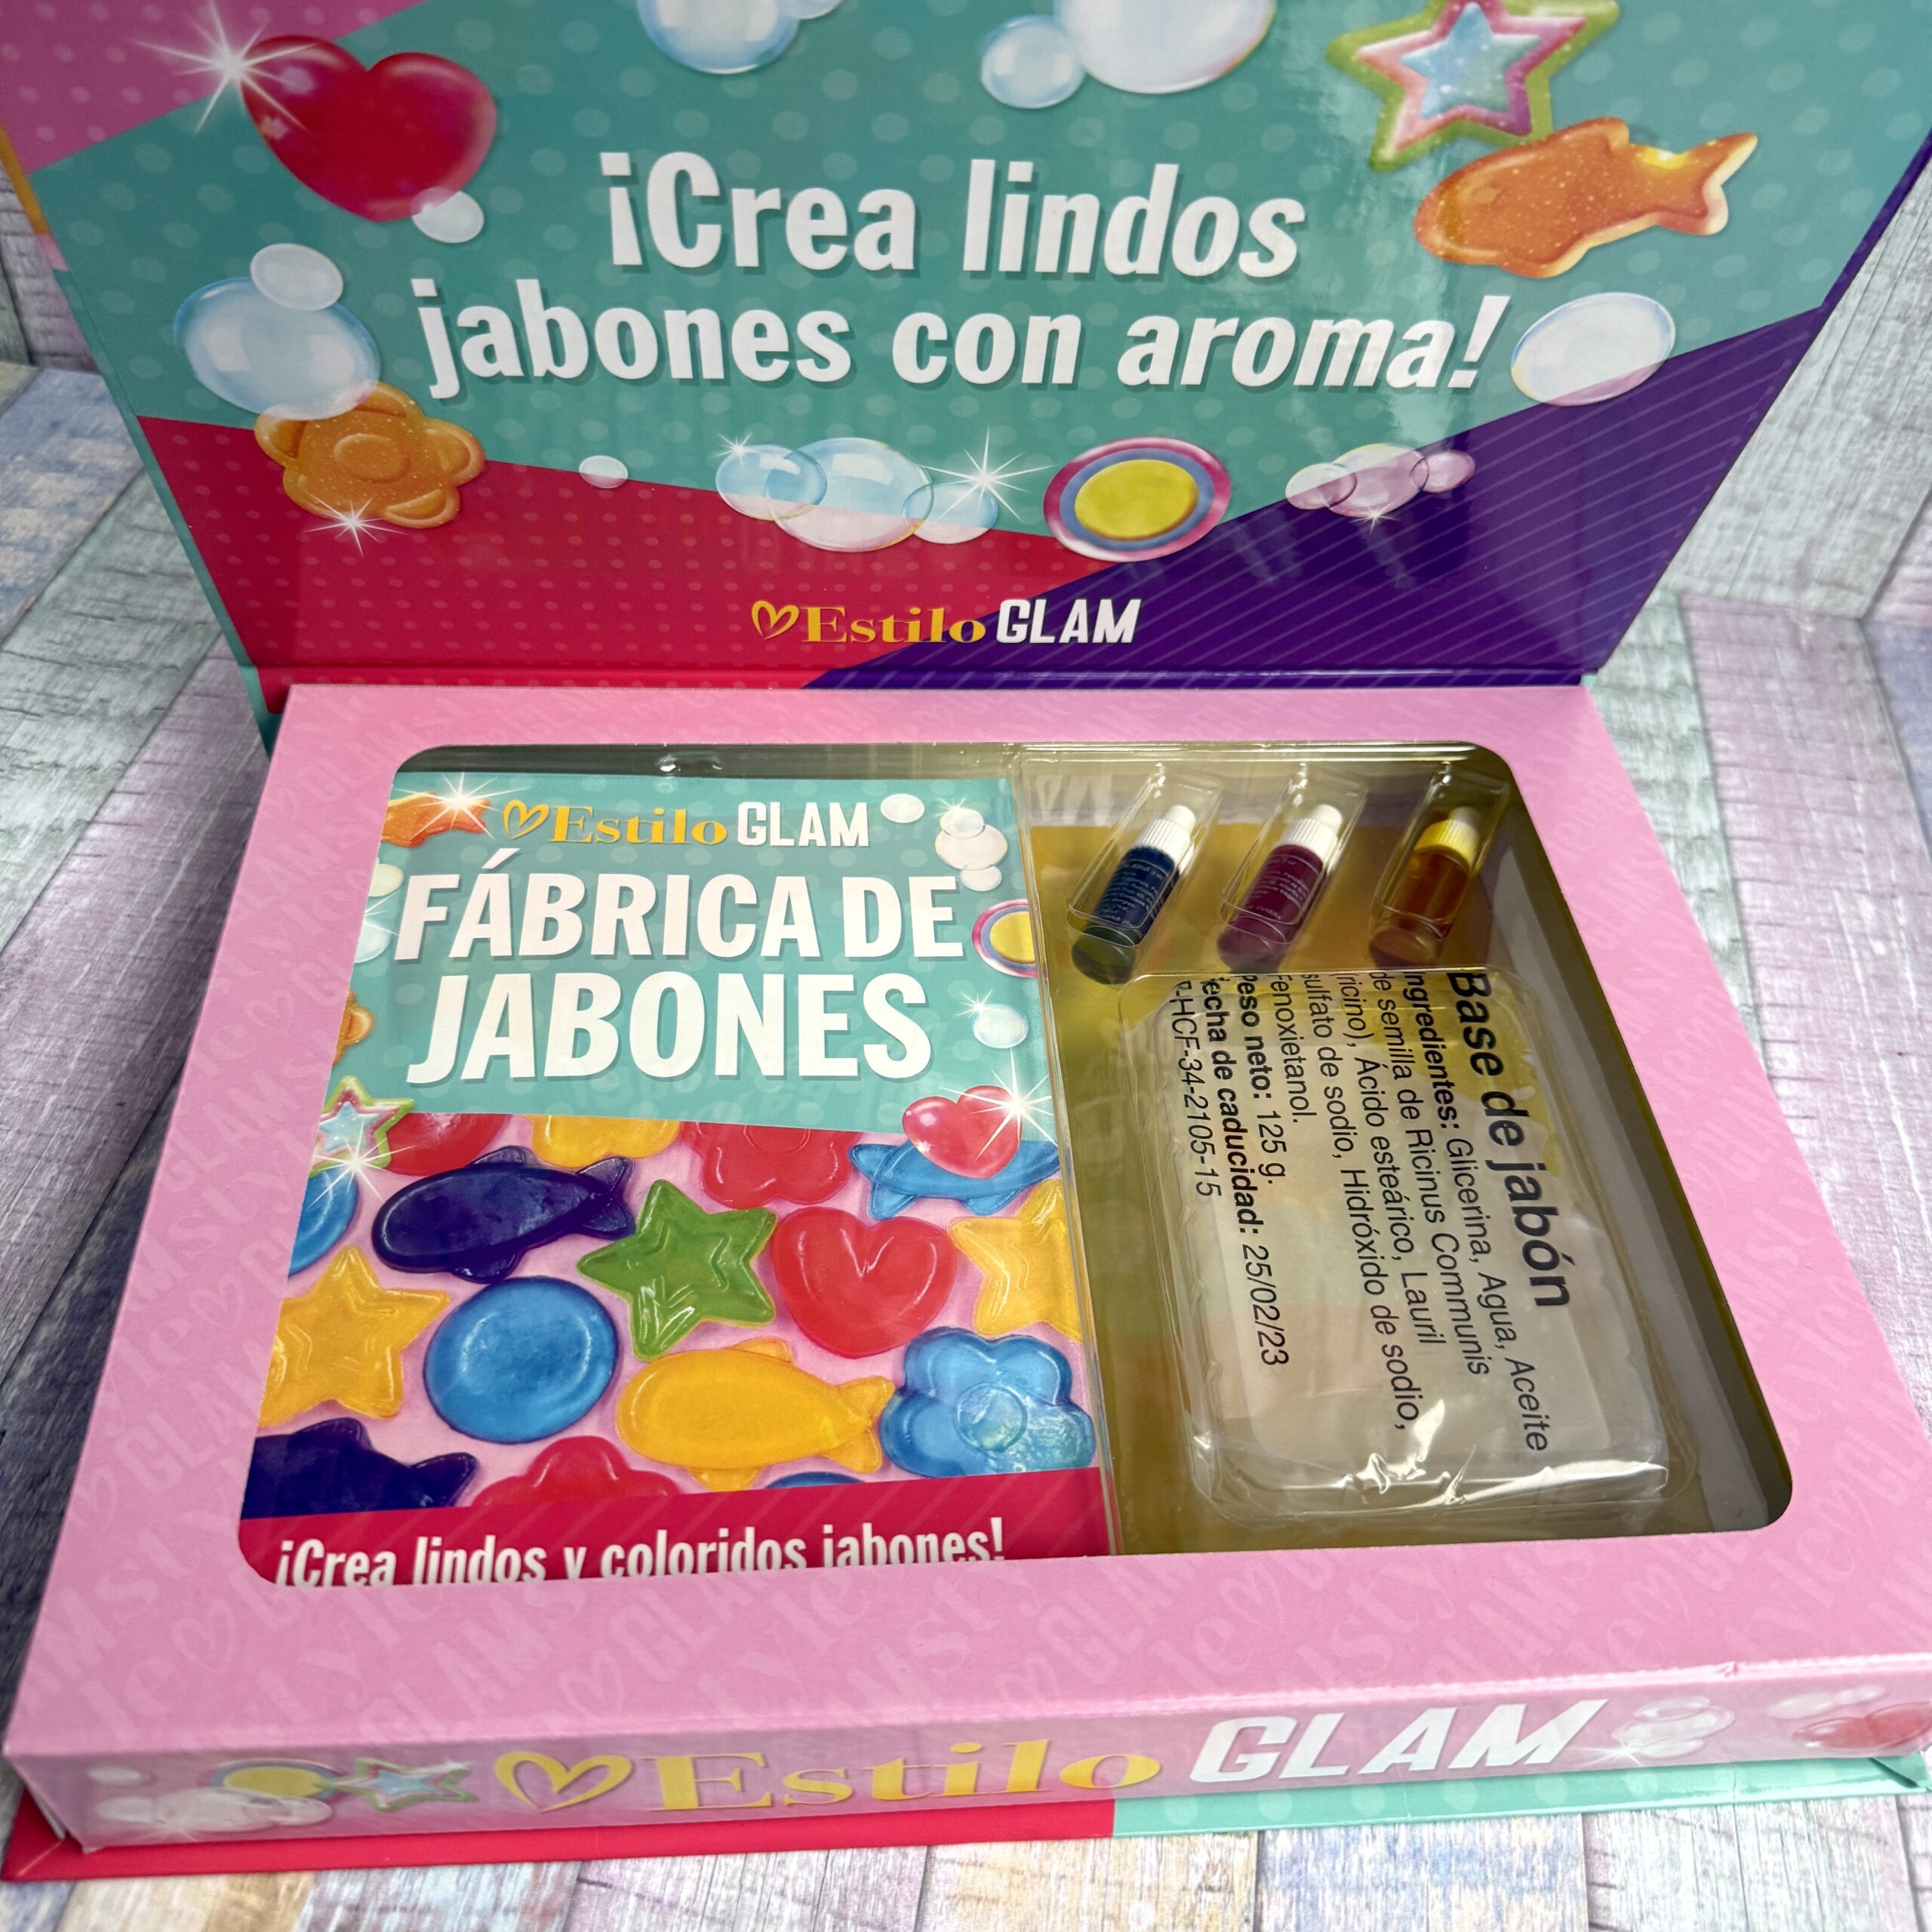 ¡Crea lindos
jabones con aroma!
Estilo GLAM
Estilo GLAM
FÁBRICA DE
JABONES
¡Crea lindos y coloridos jabones!
Base de jabón
Ingredientes: Glicerina, Agua, Aceite
de semilla de Ricinus Communis
(ricino), Ácido esteárico, Lauril
sulfato de sodio, Hidróxido de sodio,
Fenoxietanol.
Peso neto: 125 g.
Fecha de caducidad: 25/02/23
-HCF-34-2105-15
Estilo GLAM